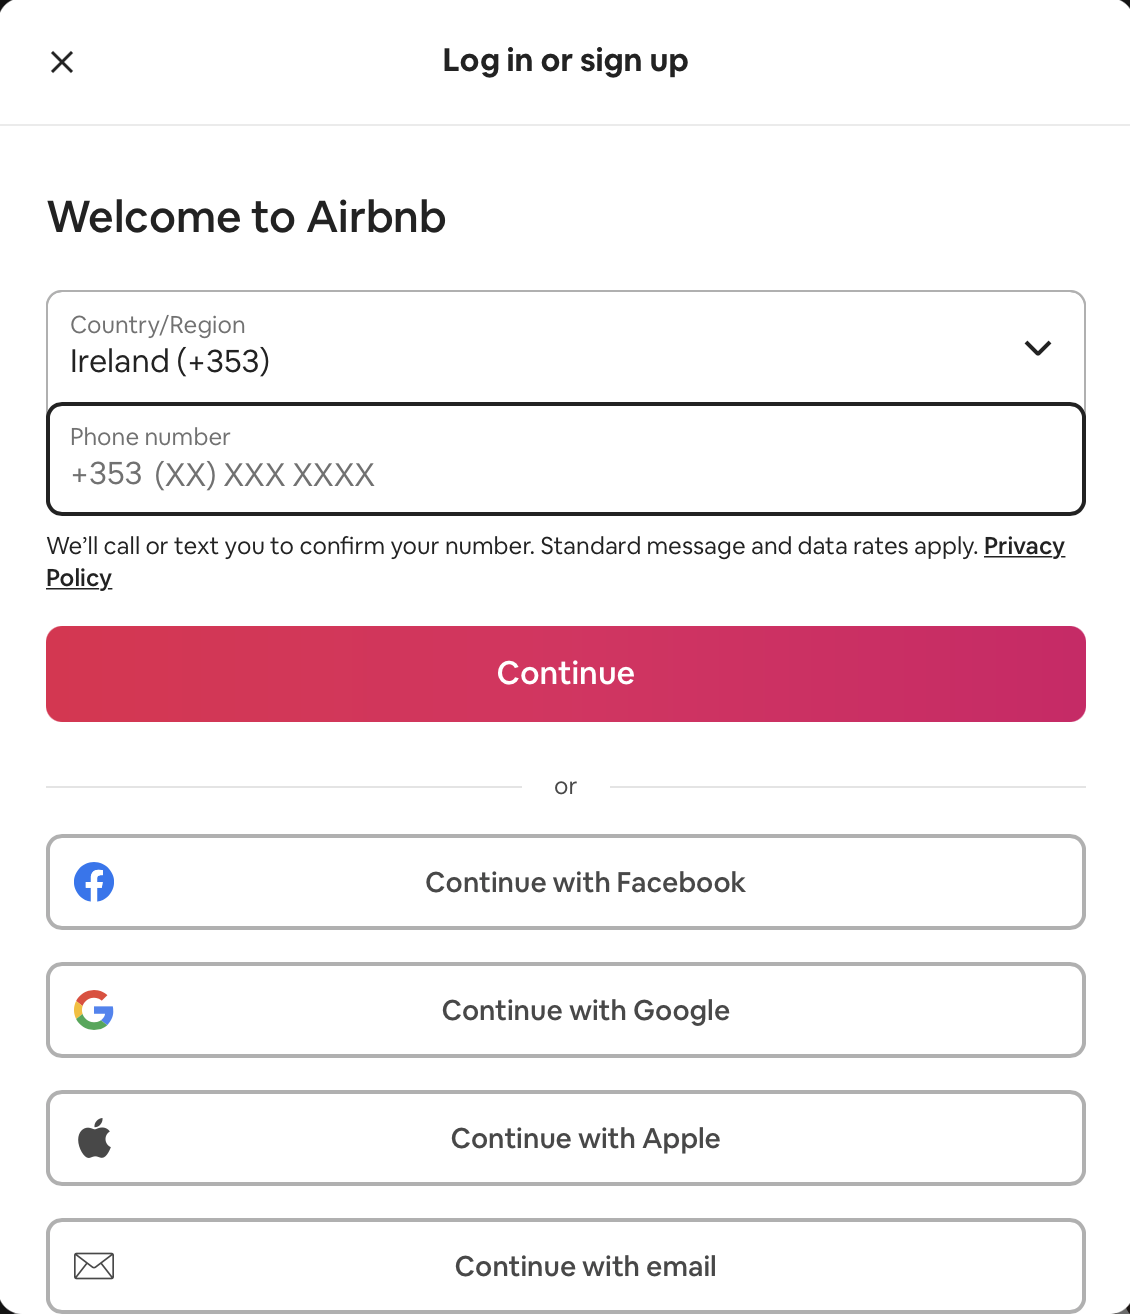 Log in or sign up
Welcome to Airbnb
Country/Region
Ireland (+353)
Phone number
+353 (XX) XXX XXXX
We’ll call or text you to confirm your number. Standard message and data rates apply. Privacy
Policy
Continue
or
Continue with Facebook
Continue with Google
Continue with Apple
Continue with email